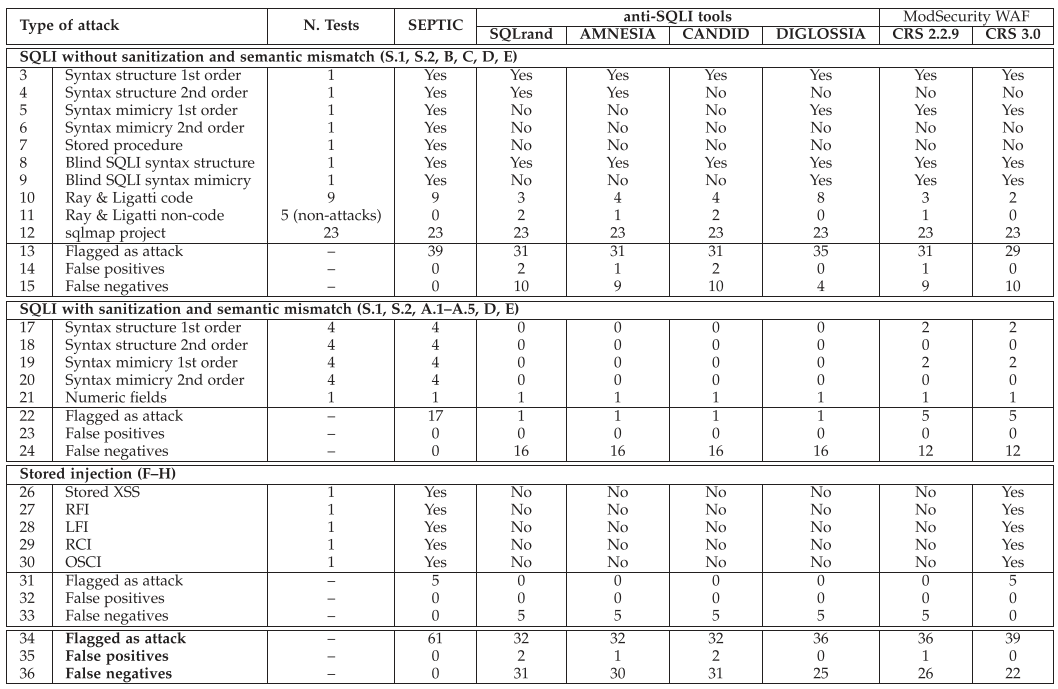 Type of attack N. Tests SEPTIC anti-SQLI tools ModSecurity WAF
SQLrand AMNESIA CANDID DIGLOSSIA CRS 2.2.9 CRS 3.0
SQLI without sanitization and semantic mismatch (S.1, S.2, B, C, D, E)
3 Syntax structure 1st order 1 Yes Yes Yes Yes Yes Yes Yes
4 Syntax structure 2nd order 1 Yes Yes Yes No No No No
5 Syntax mimicry 1st order 1 Yes No No No Yes Yes Yes
6 Syntax mimicry 2nd order 1 Yes No No No No No No
7 Stored procedure 1 Yes No No No No No No
8 Blind SQLI syntax structure 1 Yes Yes Yes Yes Yes Yes Yes
9 Blind SQLI syntax mimicry 1 Yes No No No Yes Yes Yes
10 Ray & Ligatti code 9 9 3 4 4 8 3 2
11 Ray & Ligatti non-code 5 (non-attacks) 0 2 1 2 0 1 0
12 sqlmap project 23 23 23 23 23 23 23 23
13 Flagged as attack – 39 31 31 31 35 31 29
14 False positives – 0 2 1 2 0 1 0
15 False negatives – 0 10 9 10 4 9 10
SQLI with sanitization and semantic mismatch (S.1, S.2, A.1–A.5, D, E)
17 Syntax structure 1st order 4 4 0 0 0 0 2 2
18 Syntax structure 2nd order 4 4 0 0 0 0 0 0
19 Syntax mimicry 1st order 4 4 0 0 0 0 2 2
20 Syntax mimicry 2nd order 4 4 0 0 0 0 0 0
21 Numeric fields 1 1 1 1 1 1 1 1
22 Flagged as attack – 17 1 1 1 1 5 5
23 False positives – 0 0 0 0 0 0 0
24 False negatives – 0 16 16 16 16 12 12
Stored injection (F–H)
26 Stored XSS 1 Yes No No No No No Yes
27 RFI 1 Yes No No No No No Yes
28 LFI 1 Yes No No No No No Yes
29 RCI 1 Yes No No No No No Yes
30 OSCI 1 Yes No No No No No Yes
31 Flagged as attack – 5 0 0 0 0 0 5
32 False positives – 0 0 0 0 0 0 0
33 False negatives – 0 5 5 5 5 5 0
34 Flagged as attack – 61 32 32 32 36 36 39
35 False positives – 0 2 1 2 0 1 0
36 False negatives – 0 31 30 31 25 26 22